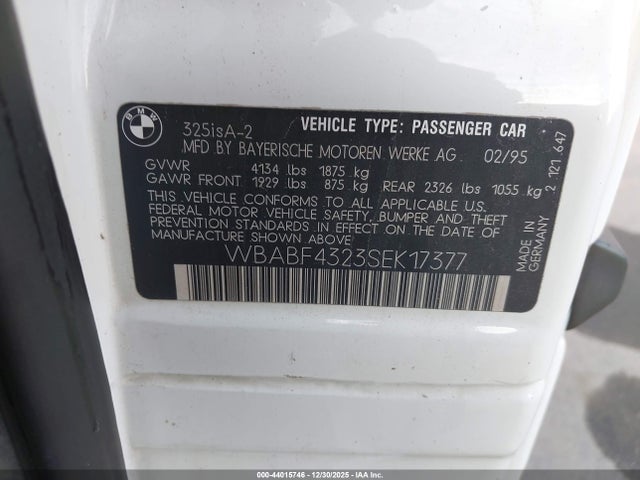 BMW
325isA-2
VEHICLE TYPE: PASSENGER CAR
MFD BY BAYERISCHE MOTOREN WERKE AG 02/95
GVWR 4134 lbs 1875 kg
GAWR FRONT 1929 lbs 875 kg REAR 2326 lbs 1055 kg
THIS VEHICLE CONFORMS TO ALL APPLICABLE U.S.
FEDERAL MOTOR VEHICLE SAFETY, BUMPER AND THEFT
PREVENTION STANDARDS IN EFFECT ON THE DATE OF
MANUFACTURE SHOWN ABOVE
WBABF4323SEK17377
2 121 647
MADE IN
GERMANY
000-44015746 - 12/30/2025 - IAAI.CA